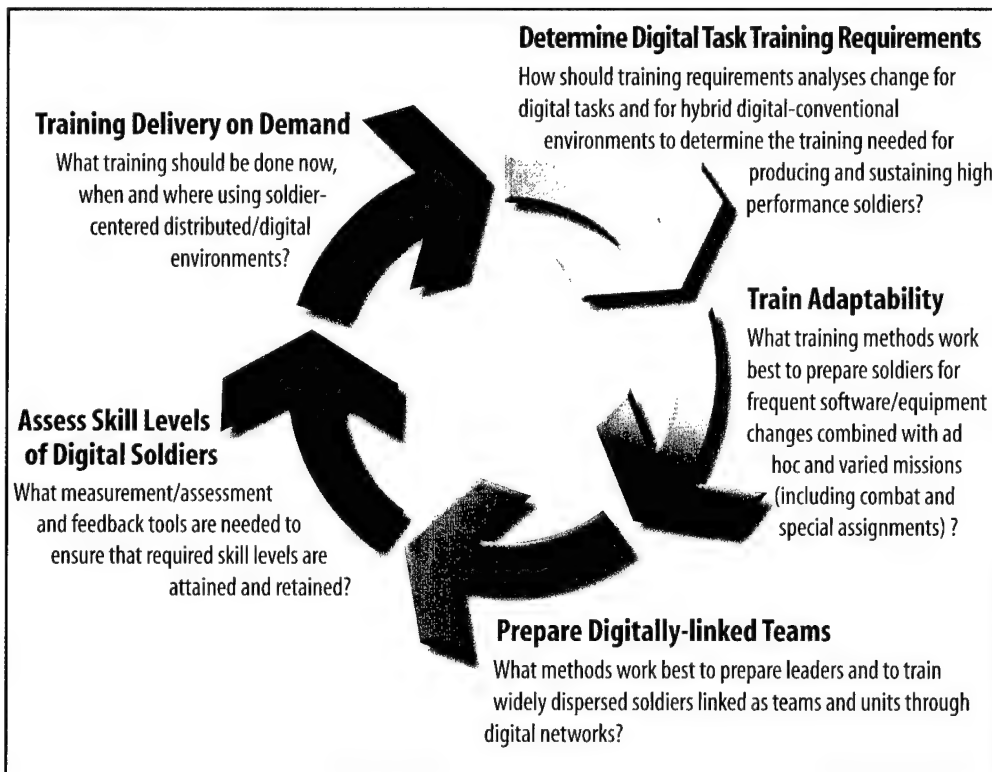 Determine Digital Task Training Requirements
How should training requirements analyses change for
digital tasks and for hybrid digital-conventional
environments to determine the training needed for
producing and sustaining high
performance soldiers?
Train Adaptability
What training methods work
best to prepare soldiers for
frequent software/equipment
changes combined with ad
hoc and varied missions
(including combat and
special assignments) ?
Prepare Digitally-linked Teams
What methods work best to prepare leaders and to train
widely dispersed soldiers linked as teams and units through
digital networks?
Assess Skill Levels
of Digital Soldiers
What measurement/assessment
and feedback tools are needed to
ensure that required skill levels are
attained and retained?
Training Delivery on Demand
What training should be done now,
when and where using soldier-
centered distributed/digital
environments?